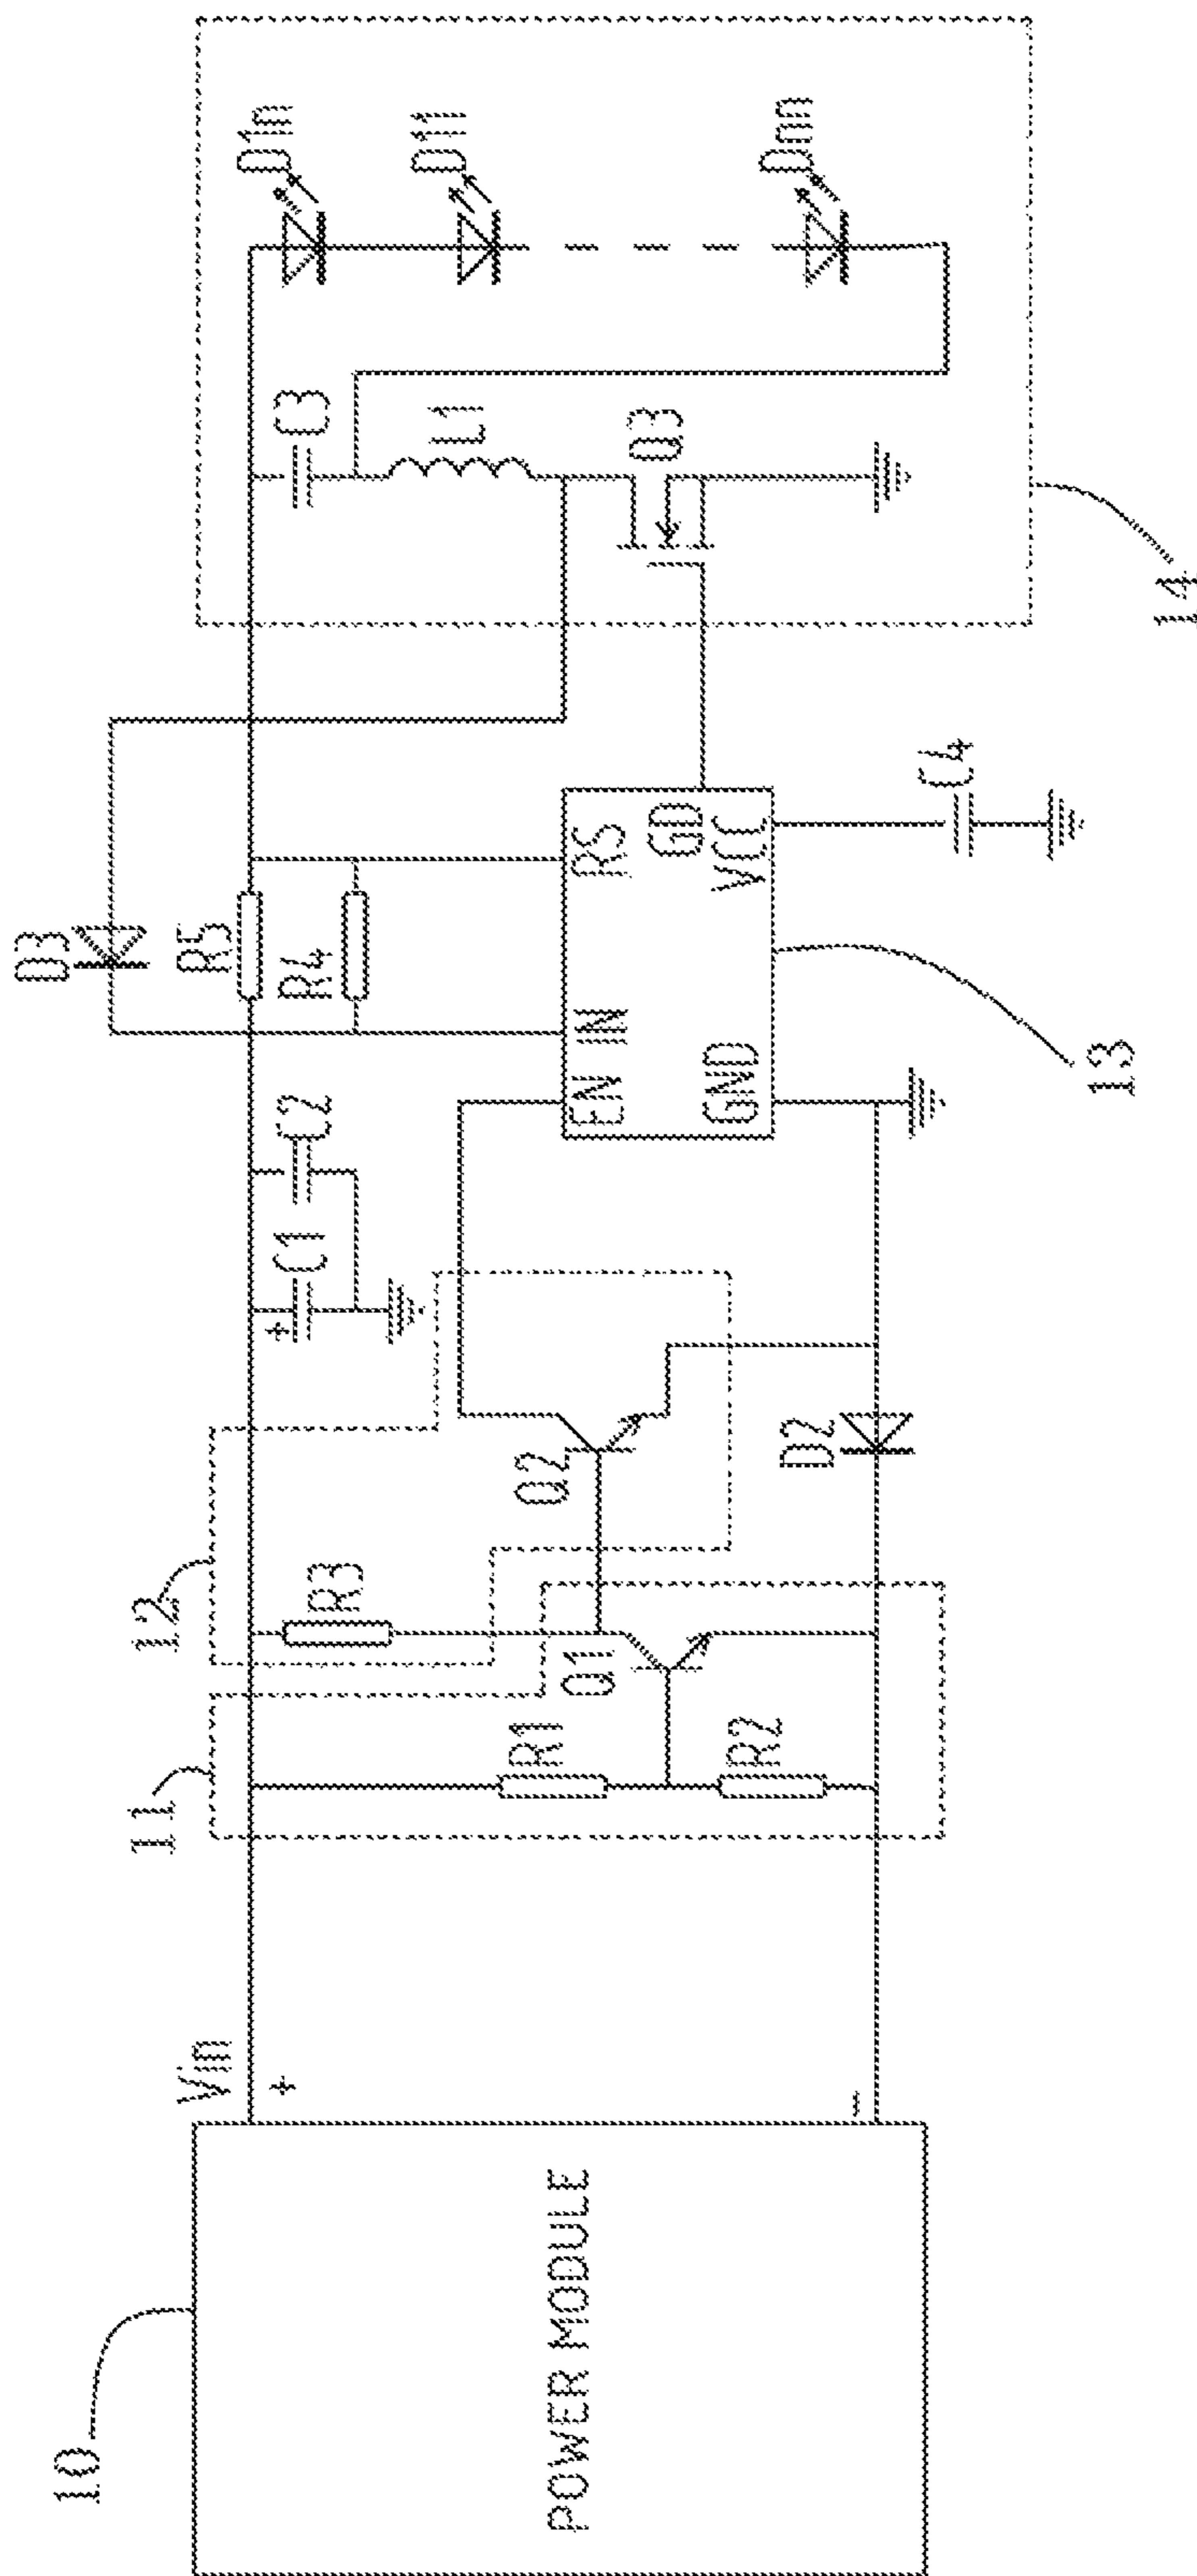 10
POWER MODULE
Vin
+
-
11
R1
R2
Q1
12
R3
Q2
D2
+
C1
C2
D3
R5
R4
EN
IN
RS
GD
GND
VCC
13
C4
C3
L1
Q3
D1n
D11
Dnn
14